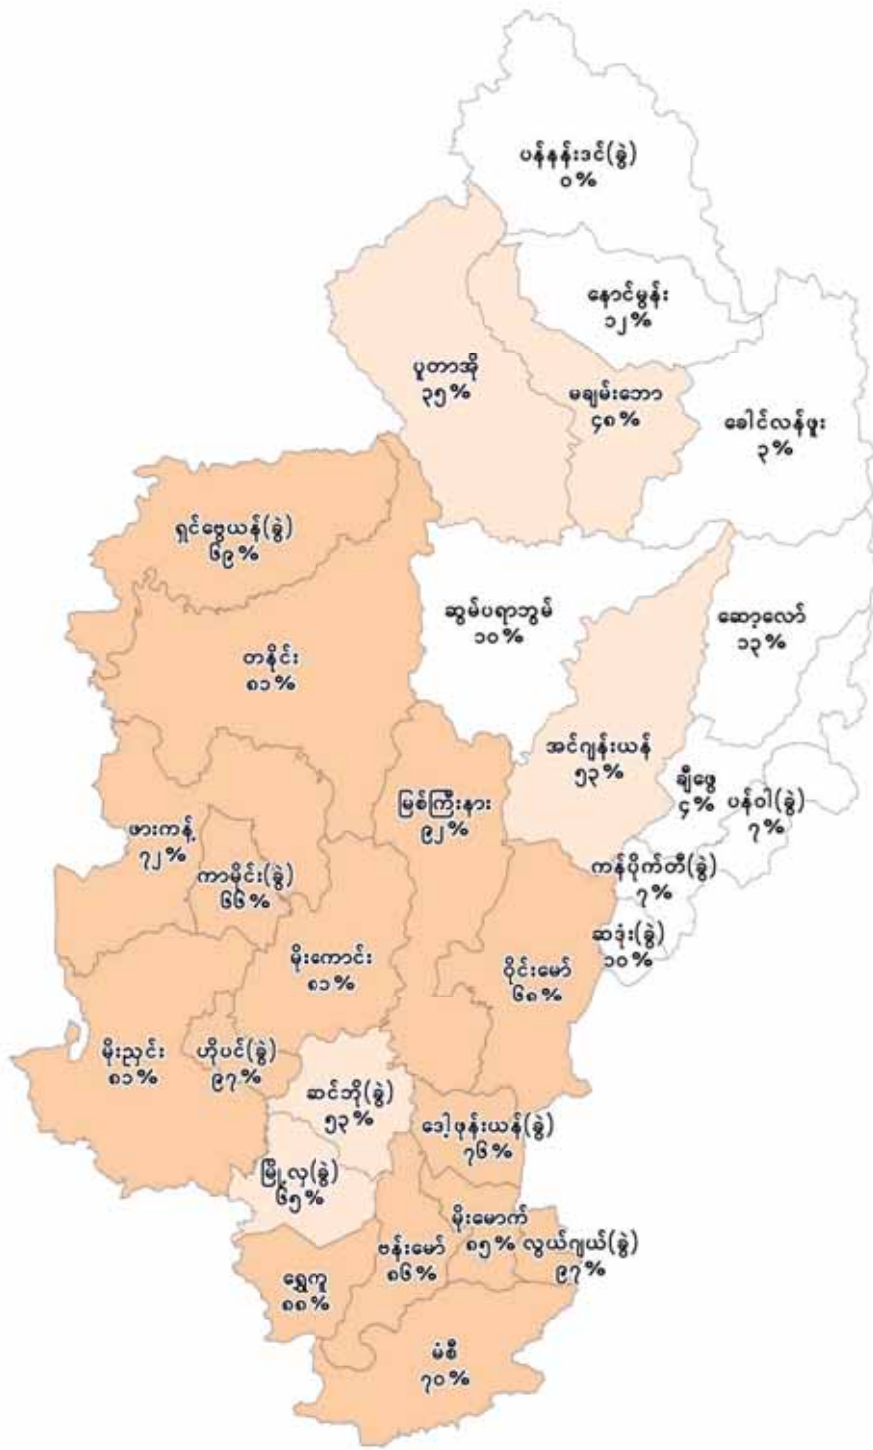 ပန်နန်းဒင်(ခွဲ)
၀%
နောင်မွန်း
၁၂%
ပူတာအို
၃၅%
မချမ်းဘော
၄၈%
ခေါင်လန်ဖူး
၃%
ရှင်ဗွေယန်(ခွဲ)
၆၉%
ဆွမ်ပရာဘွမ်
၁၀%
ဆော့လော်
၁၃%
တနိုင်း
၈၁%
အင်ဂျန်းယန်
၅၃%
ချီဖွေ
၄%
ပန်ဝါ(ခွဲ)
၇%
မြစ်ကြီးနား
၉၂%
ဖားကန့်
၇၂%
ကာမိုင်း(ခွဲ)
၆၆%
ကန်ပိုက်တီ(ခွဲ)
၇%
ဆဒုံး(ခွဲ)
၁၀%
မိုးကောင်း
၈၁%
ဝိုင်းမော်
၆၈%
မိုးညှင်း
၈၁%
ဟိုပင်(ခွဲ)
၉၇%
ဆင်ဘို(ခွဲ)
၅၃%
ဒေါ့ဖုန်းယန်(ခွဲ)
၇၆%
မြို့လှ(ခွဲ)
၆၅%
မိုးမောက်
၈၅%
လွယ်ဂျယ်(ခွဲ)
၉၇%
ဗန်းမော်
၈၆%
ရွှေကူ
၈၈%
မံစီ
၇၀%